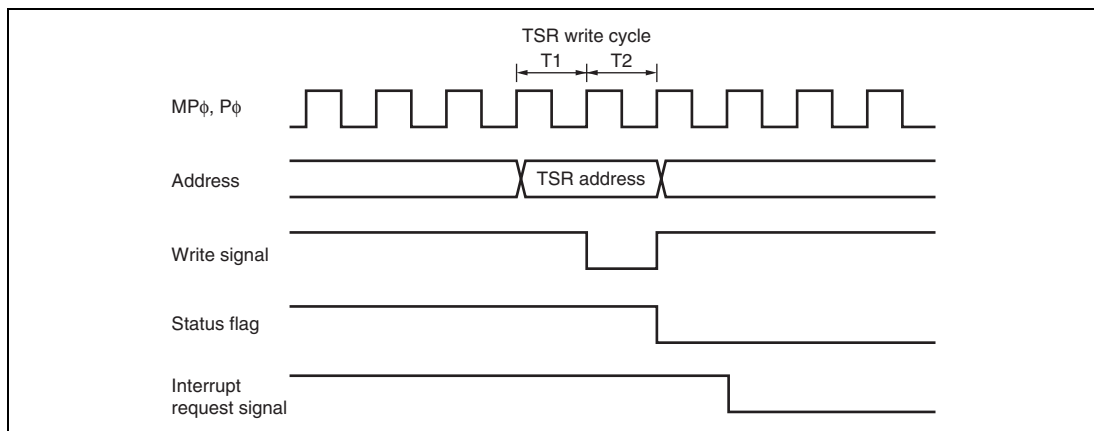 TSR write cycle
T1 T2
MPϕ, Pϕ
Address
TSR address
Write signal
Status flag
Interrupt
request signal